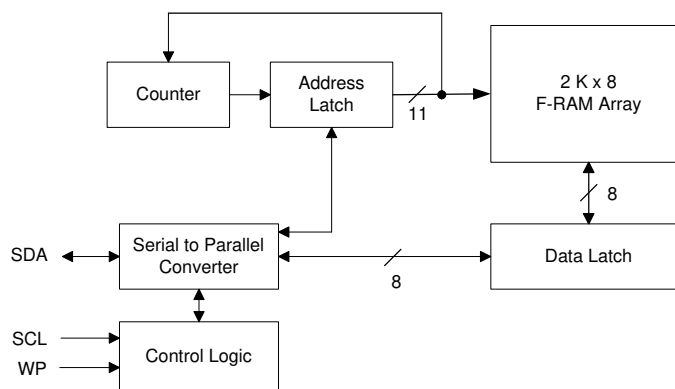 Counter
Address
Latch
11
2 K x 8
F-RAM Array
8
SDA
Serial to Parallel
Converter
8
Data Latch
SCL
WP
Control Logic